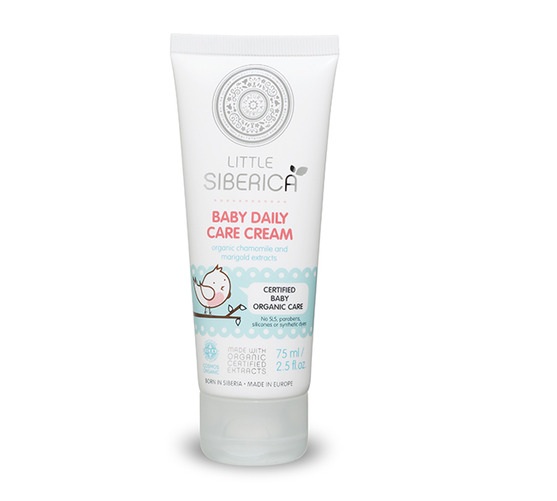 LITTLE
SIBERICA
BABY DAILY
CARE CREAM
organic chamomile and
marigold extracts
CERTIFIED
BABY
ORGANIC CARE
No SLS, parabens,
silicones or synthetic dyes
MADE WITH
ORGANIC
CERTIFIED
EXTRACTS
75 ml /
2.5 fl.oz
COSMOS
ORGANIC
BORN IN SIBERIA • MADE IN EUROPE